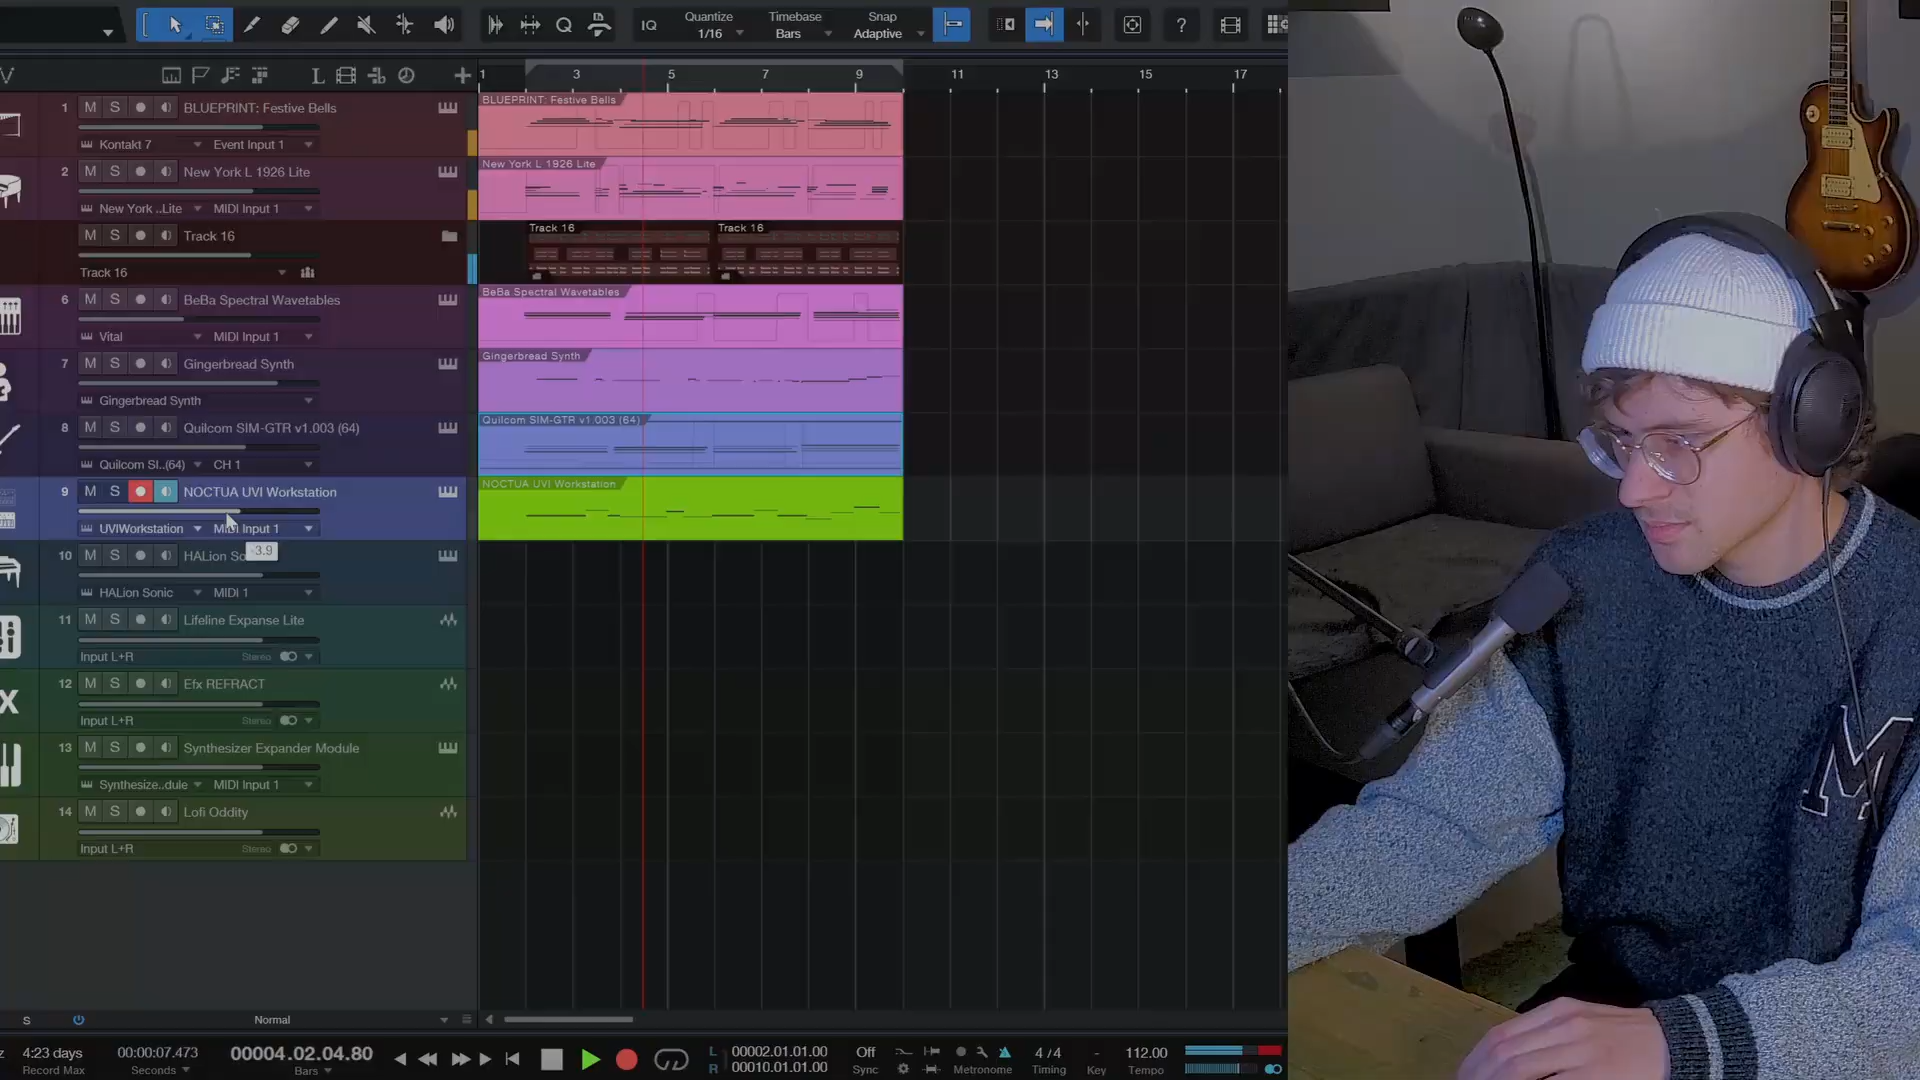 IQ
Quantize
1/16
Timebase
Bars
Snap
Adaptive
?
L
1
3
5
7
9
11
13
15
17
1 M S BLUEPRINT: Festive Bells
Kontakt 7 Event Input 1
2 M S New York L 1926 Lite
New York ..Lite MIDI Input 1
M S Track 16
Track 16
6 M S BeBa Spectral Wavetables
Vital MIDI Input 1
7 M S Gingerbread Synth
Gingerbread Synth
8 M S Quilcom SIM-GTR v1.003 (64)
Quilcom SI..(64) CH 1
9 M S NOCTUA UVI Workstation
UVIWorkstation MIDI Input 1
-3.9
10 M S HALion So
HALion Sonic MIDI 1
11 M S Lifeline Expanse Lite
Input L+R Stereo
12 M S Efx REFRACT
X
Input L+R Stereo
13 M S Synthesizer Expander Module
Synthesize..dule MIDI Input 1
14 M S Lofi Oddity
Input L+R Stereo
BLUEPRINT: Festive Bells
New York L 1926 Lite
Track 16 Track 16
BeBa Spectral Wavetables
Gingerbread Synth
Quilcom SIM-GTR v1.003 (64)
NOCTUA UVI Workstation
M
S Normal
4:23 days
Record Max
00:00:07.473
Seconds
00004.02.04.80
Bars
L 00002.01.01.00
R 00010.01.01.00
Off
Sync
Metronome
4 / 4
Timing
-
Key
112.00
Tempo